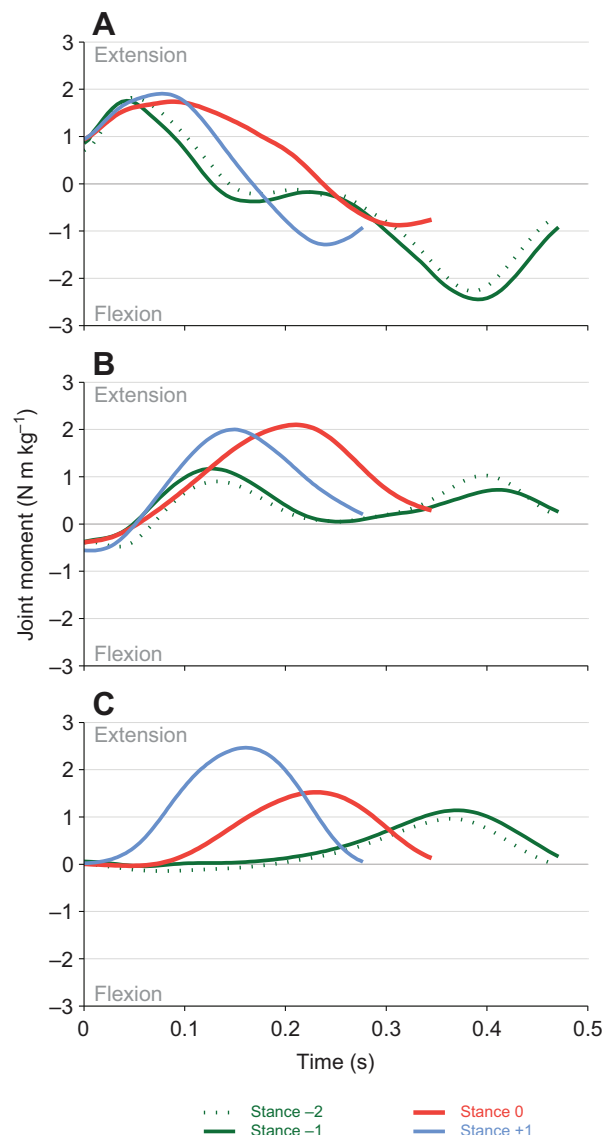 A
3
Extension
2
1
0
–1
–2
Flexion
–3
B
3
Extension
2
1
0
–1
–2
Flexion
–3
Joint moment (N m kg–1)
C
3
Extension
2
1
0
–1
–2
Flexion
–3
0 0.1 0.2 0.3 0.4 0.5
Time (s)
Stance –2 Stance 0
Stance –1 Stance +1